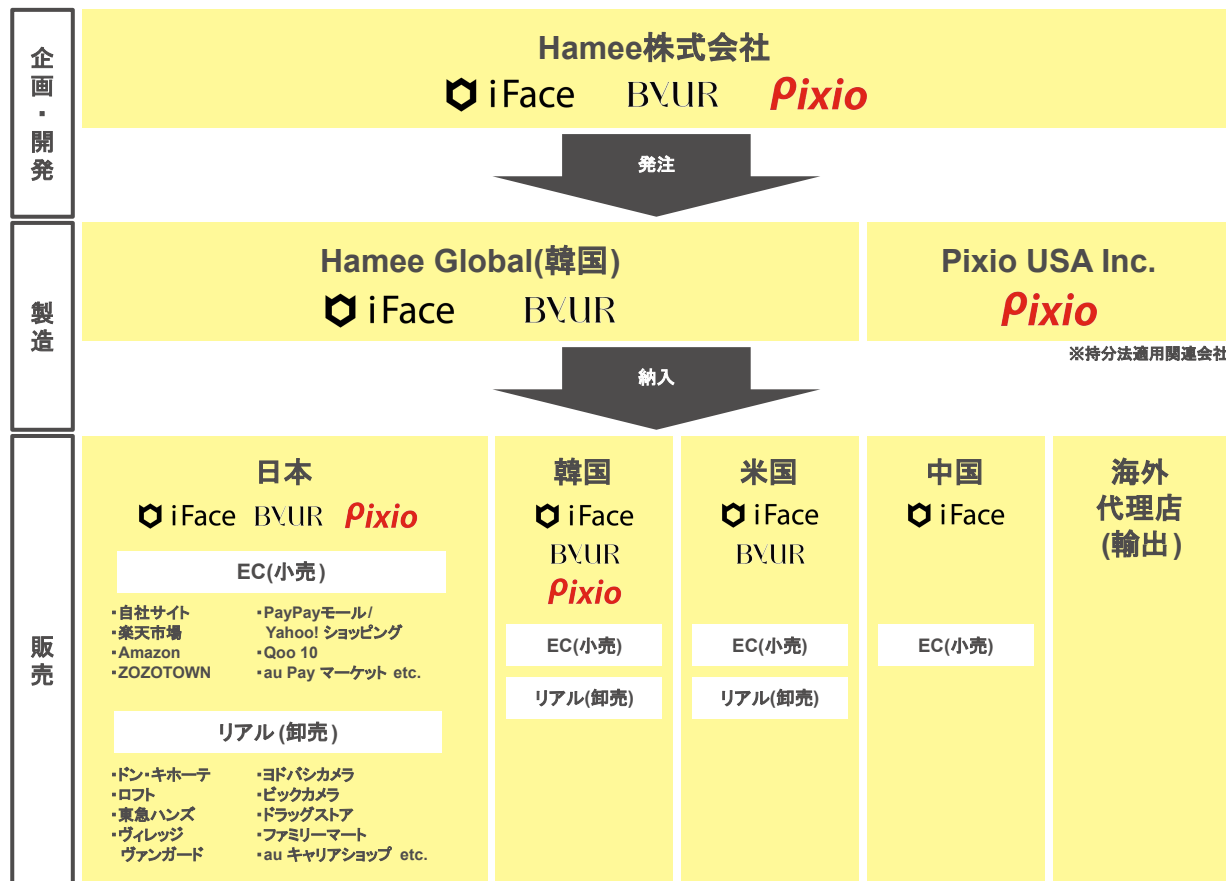 企画・開発
Hamee株式会社
iFace BYUR Pixio
発注
製造
Hamee Global(韓国)
iFace BYUR
Pixio USA Inc.
Pixio
※持分法適用関連会社
納入
販売
日本
iFace BYUR Pixio
EC(小売)
・自社サイト
・楽天市場
・Amazon
・ZOZOTOWN
・PayPayモール/
Yahoo! ショッピング
・Qoo 10
・au Pay マーケット etc.
リアル(卸売)
・ドン・キホーテ
・ロフト
・東急ハンズ
・ヴィレッジ
ヴァンガード
・ヨドバシカメラ
・ビックカメラ
・ドラッグストア
・ファミリーマート
・au キャリアショップ etc.
韓国
iFace
BYUR
Pixio
EC(小売)
リアル(卸売)
米国
iFace
BYUR
EC(小売)
リアル(卸売)
中国
iFace
EC(小売)
海外
代理店
(輸出)